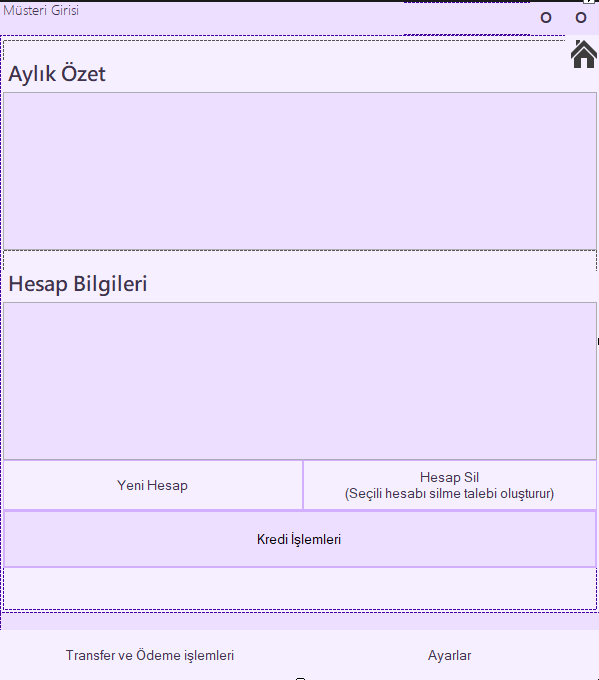 Müsteri Girisi
O O
Aylık Özet
Hesap Bilgileri
Yeni Hesap
Hesap Sil
(Seçili hesabı silme talebi oluşturur)
Kredi İşlemleri
Transfer ve Ödeme işlemleri
Ayarlar